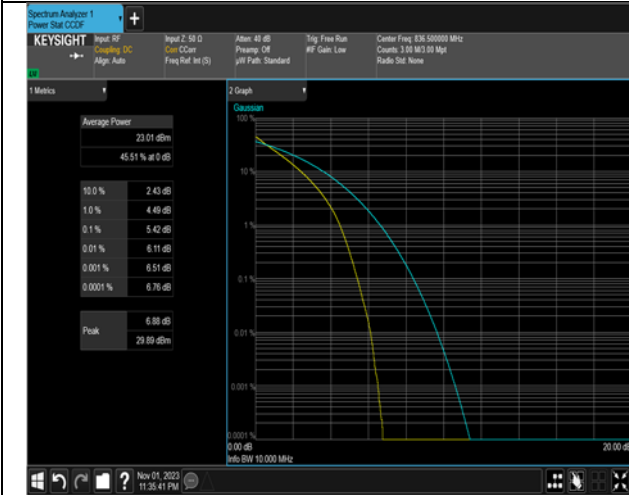 Spectrum Analyzer 1
Power Stat CCDF
+
KEYSIGHT
Input: RF
Coupling: DC
Align: Auto
Input Z: 50 Ω
Corr CCorr
Freq Ref: Int (S)
Atten: 40 dB
Preamp: Off
µW Path: Standard
Trig: Free Run
#IF Gain: Low
Center Freq: 836.500000 MHz
Counts: 3.00 M/3.00 Mpt
Radio Std: None
1 Metrics
Average Power
23.01 dBm
45.51 % at 0 dB
10.0 % 2.43 dB
1.0 % 4.49 dB
0.1 % 5.42 dB
0.01 % 6.11 dB
0.001 % 6.51 dB
0.0001 % 6.76 dB
Peak
6.88 dB
29.89 dBm
2 Graph
Gaussian
100 %
10 %
1 %
0.1 %
0.01 %
0.001 %
0.0001 %
0.00 dB
20.00 dB
Info BW 10.000 MHz
?
Nov 01, 2023
11:35:41 PM